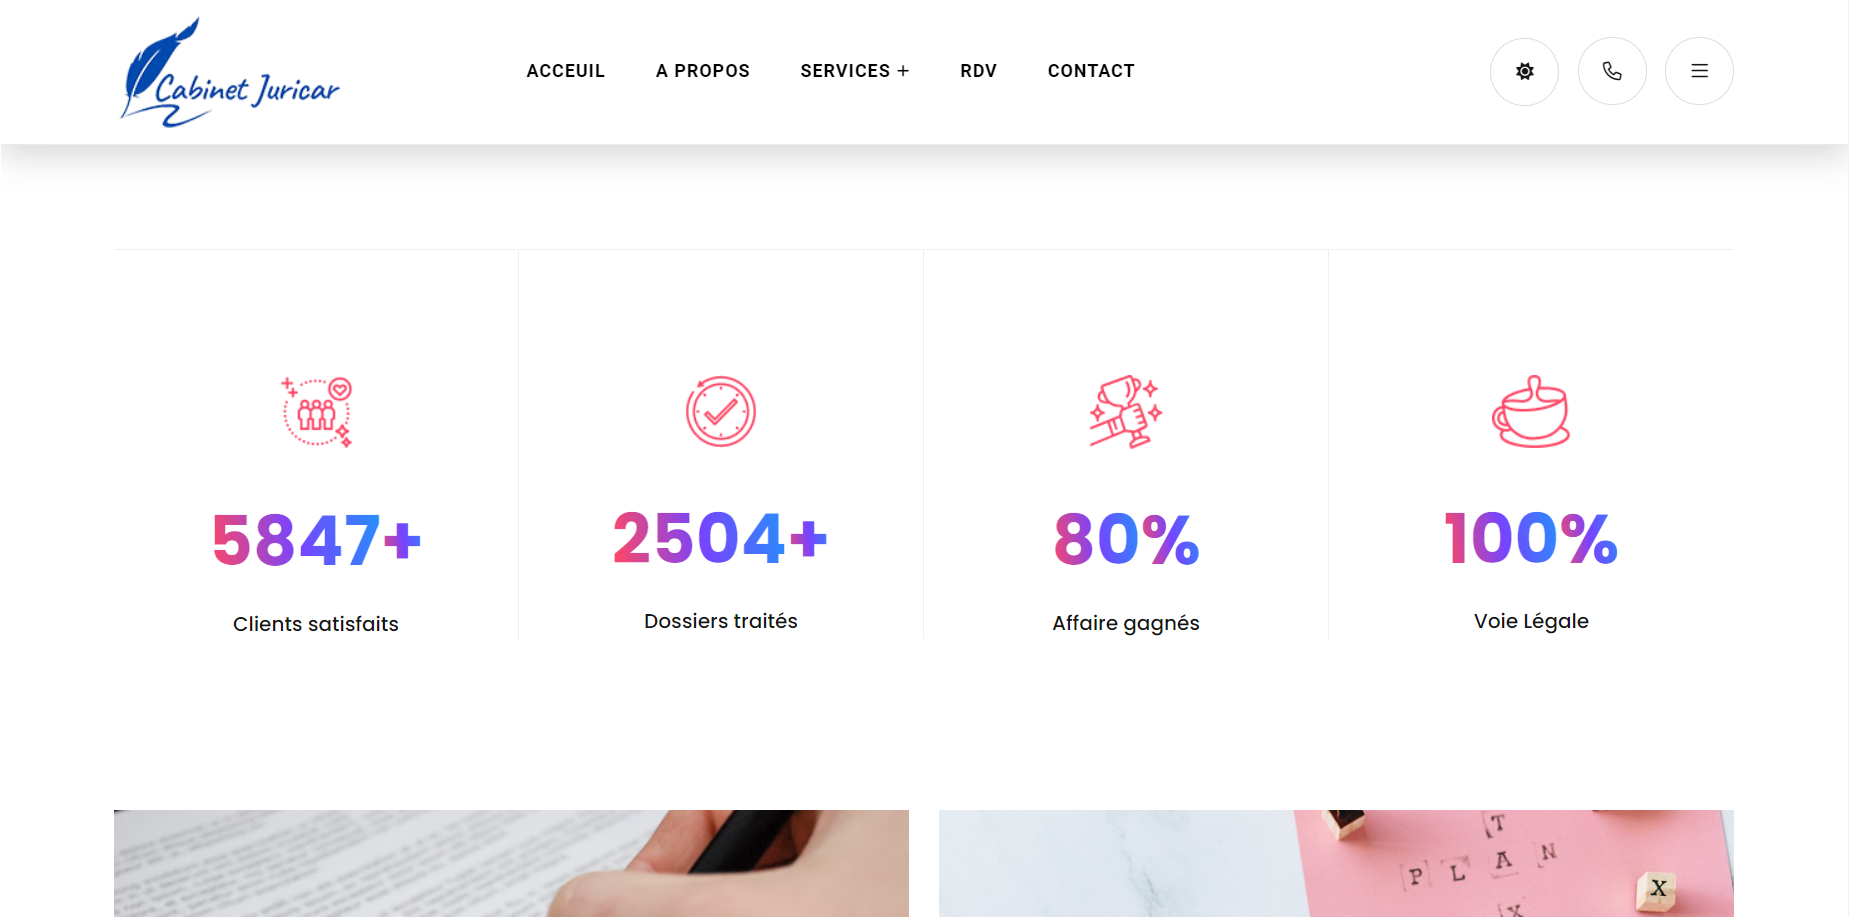 Cabinet Juricar
ACCEUIL A PROPOS SERVICES + RDV CONTACT
5847+ 2504+ 80% 100%
Clients satisfaits Dossiers traités Affaire gagnés Voie Légale
T
P L A N
X
X